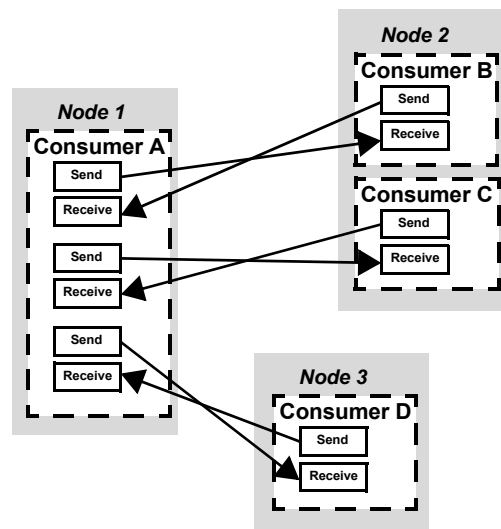 Node 1
Consumer A
Send
Receive
Send
Receive
Send
Receive
Node 2
Consumer B
Send
Receive
Consumer C
Send
Receive
Node 3
Consumer D
Send
Receive